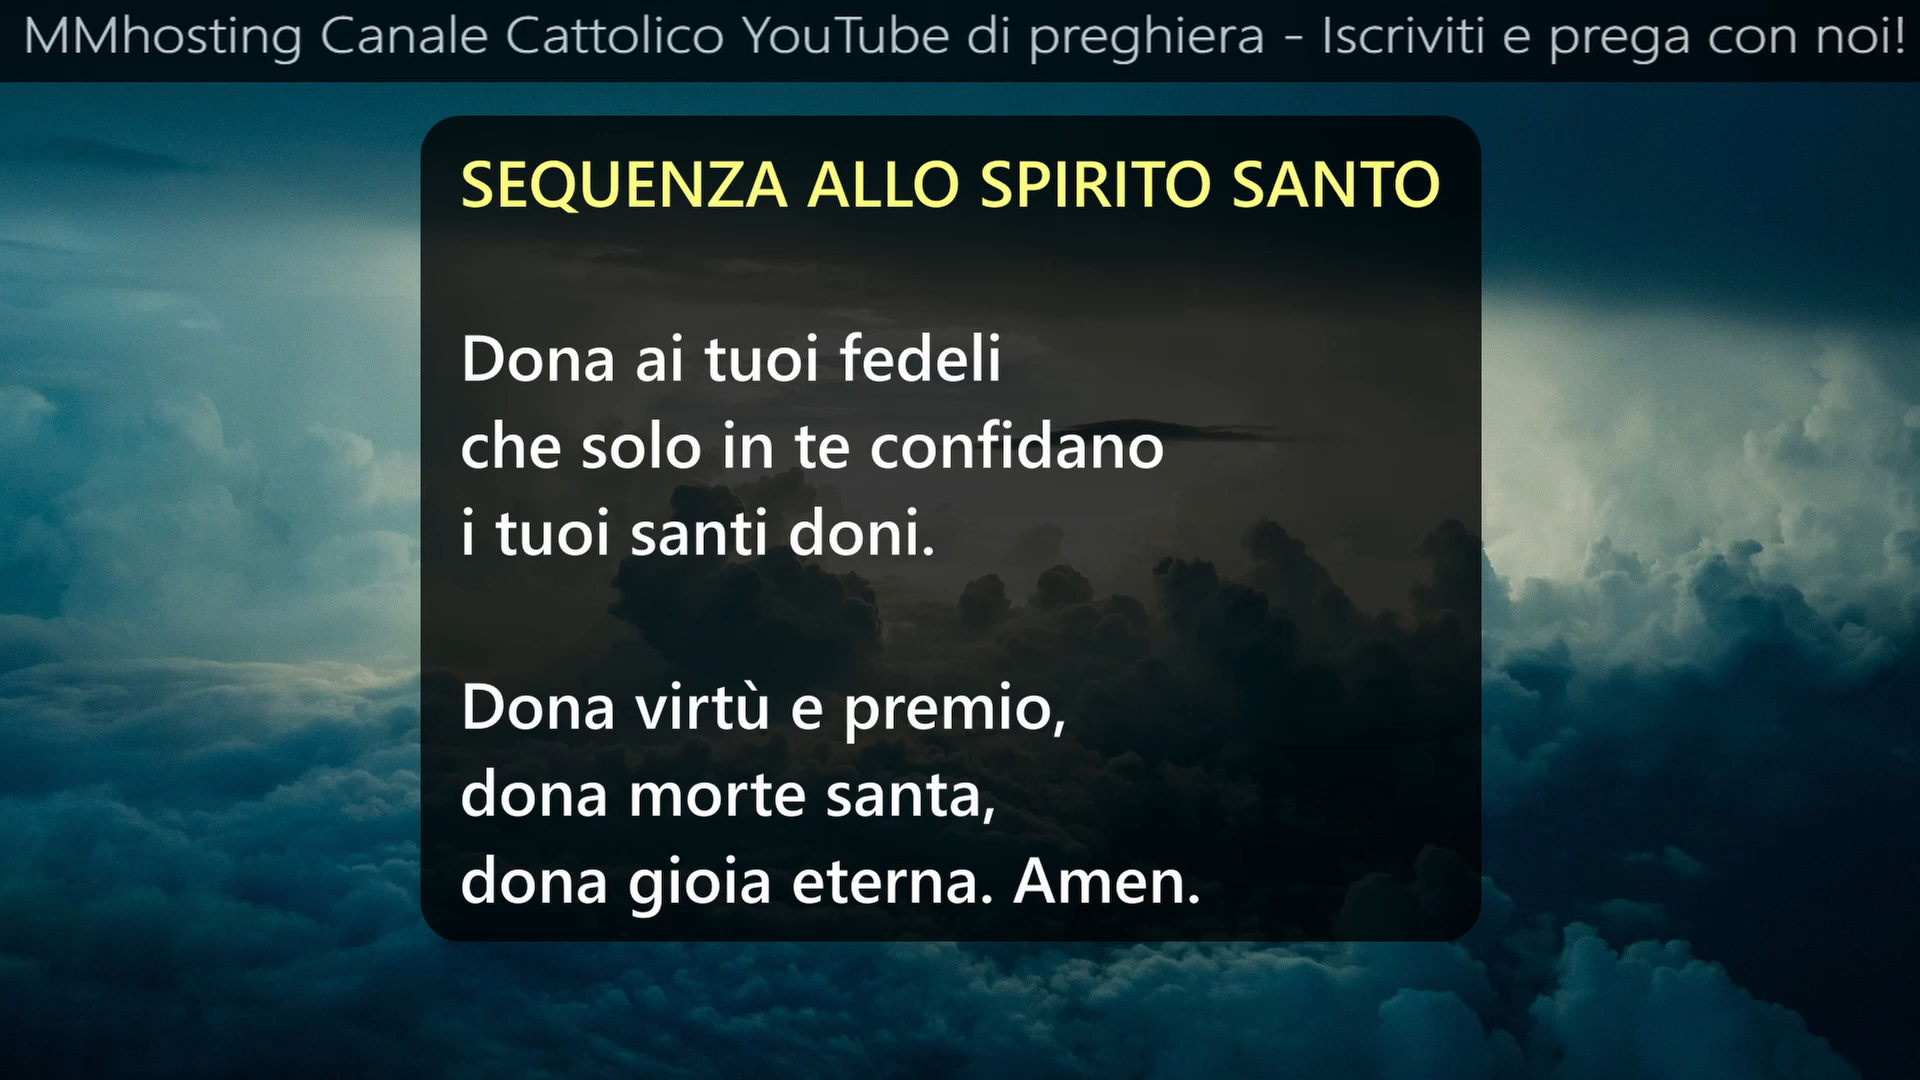 MMhosting Canale Cattolico YouTube di preghiera - Iscriviti e prega con noi!
SEQUENZA ALLO SPIRITO SANTO
Dona ai tuoi fedeli
che solo in te confidano
i tuoi santi doni.
Dona virtù e premio,
dona morte santa,
dona gioia eterna. Amen.